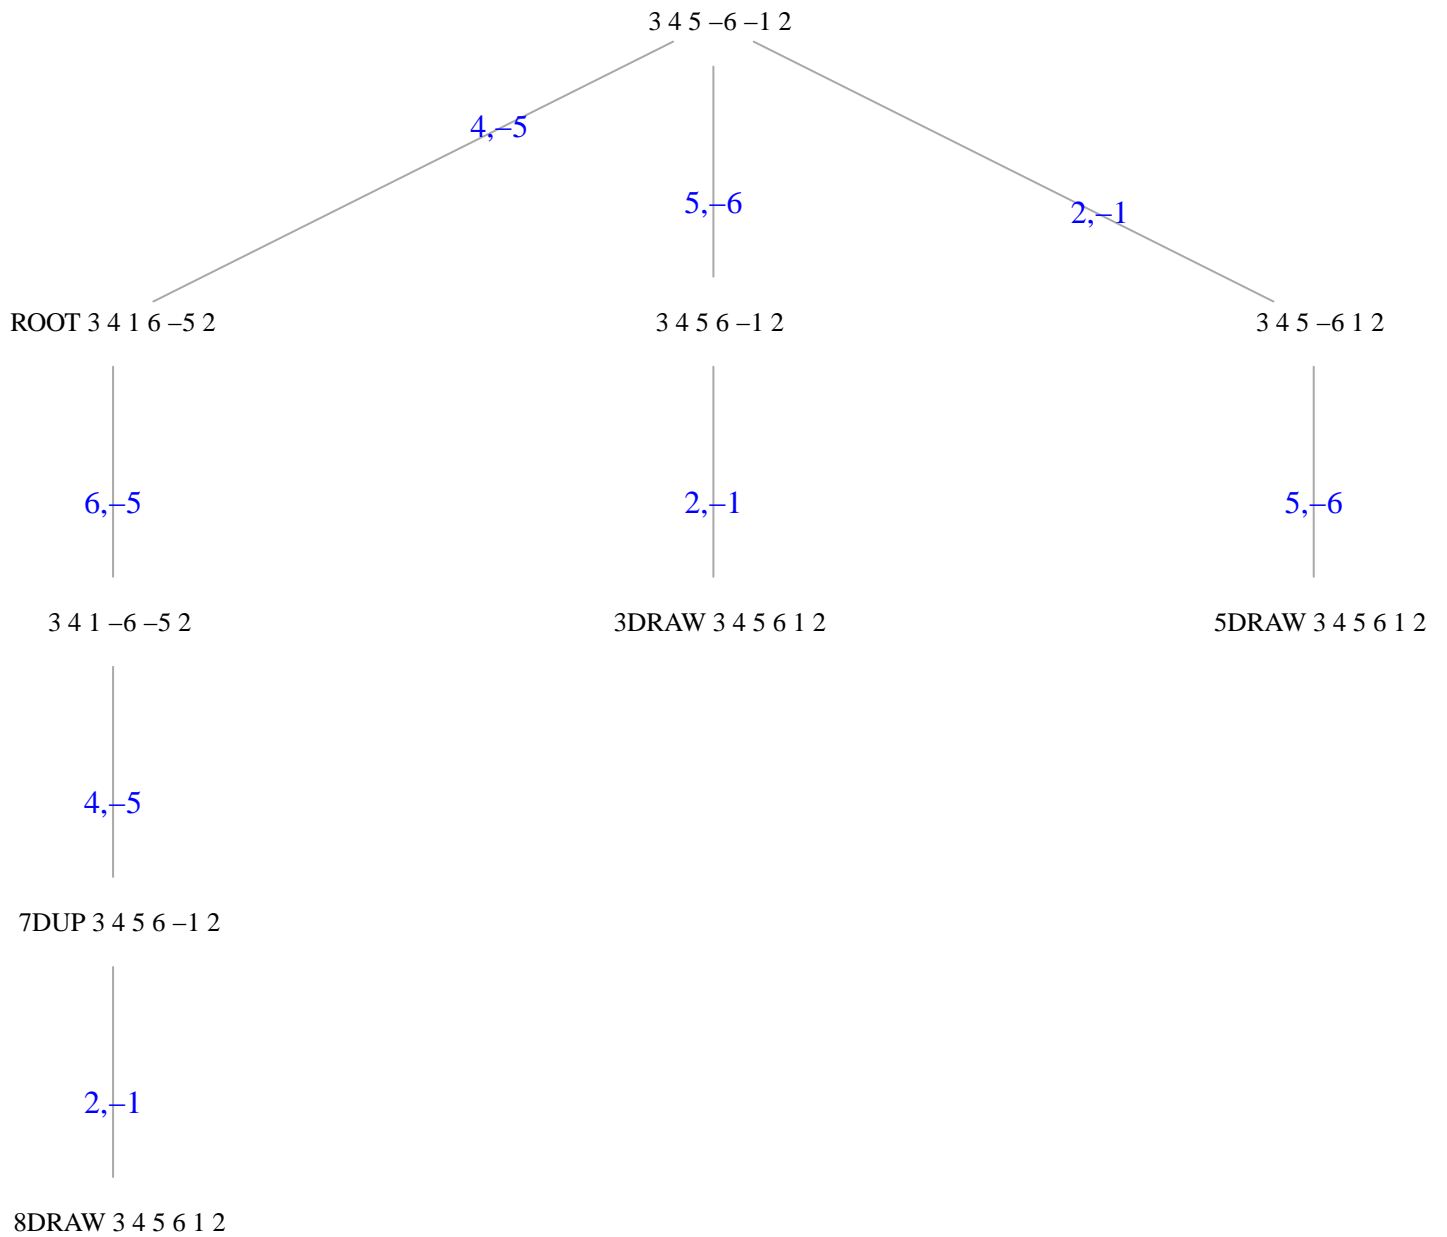 3 4 5 –6 –1 2
4,–5
5,–6
2,–1
ROOT 3 4 1 6 –5 2
3 4 5 6 –1 2
3 4 5 –6 1 2
6,–5
2,–1
5,–6
3 4 1 –6 –5 2
3DRAW 3 4 5 6 1 2
5DRAW 3 4 5 6 1 2
4,–5
7DUP 3 4 5 6 –1 2
2,–1
8DRAW 3 4 5 6 1 2